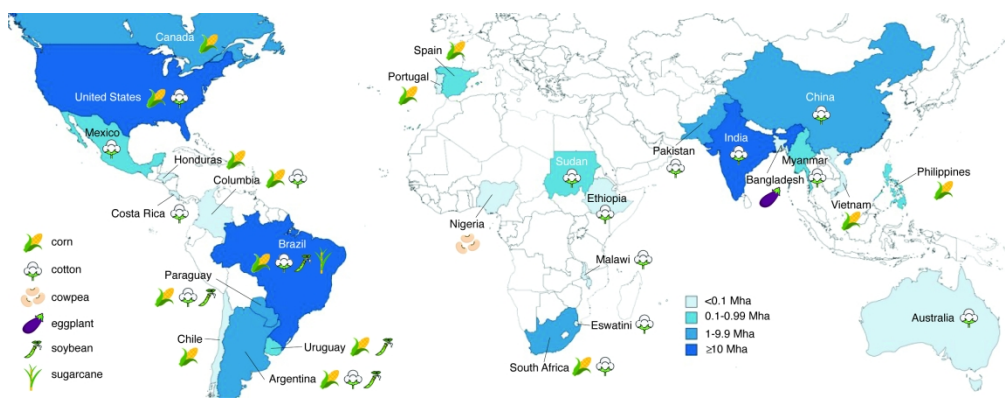 Canada
United States
Mexico
Honduras
Columbia
Costa Rica
Brazil
Paraguay
Chile
Uruguay
Argentina
corn
cotton
cowpea
eggplant
soybean
sugarcane
Spain
Portugal
Sudan
Ethiopia
Nigeria
Malawi
Eswatini
South Africa
Pakistan
India
China
Myanmar
Bangladesh
Vietnam
Philippines
Australia
<0.1 Mha
0.1-0.99 Mha
1-9.9 Mha
≥10 Mha